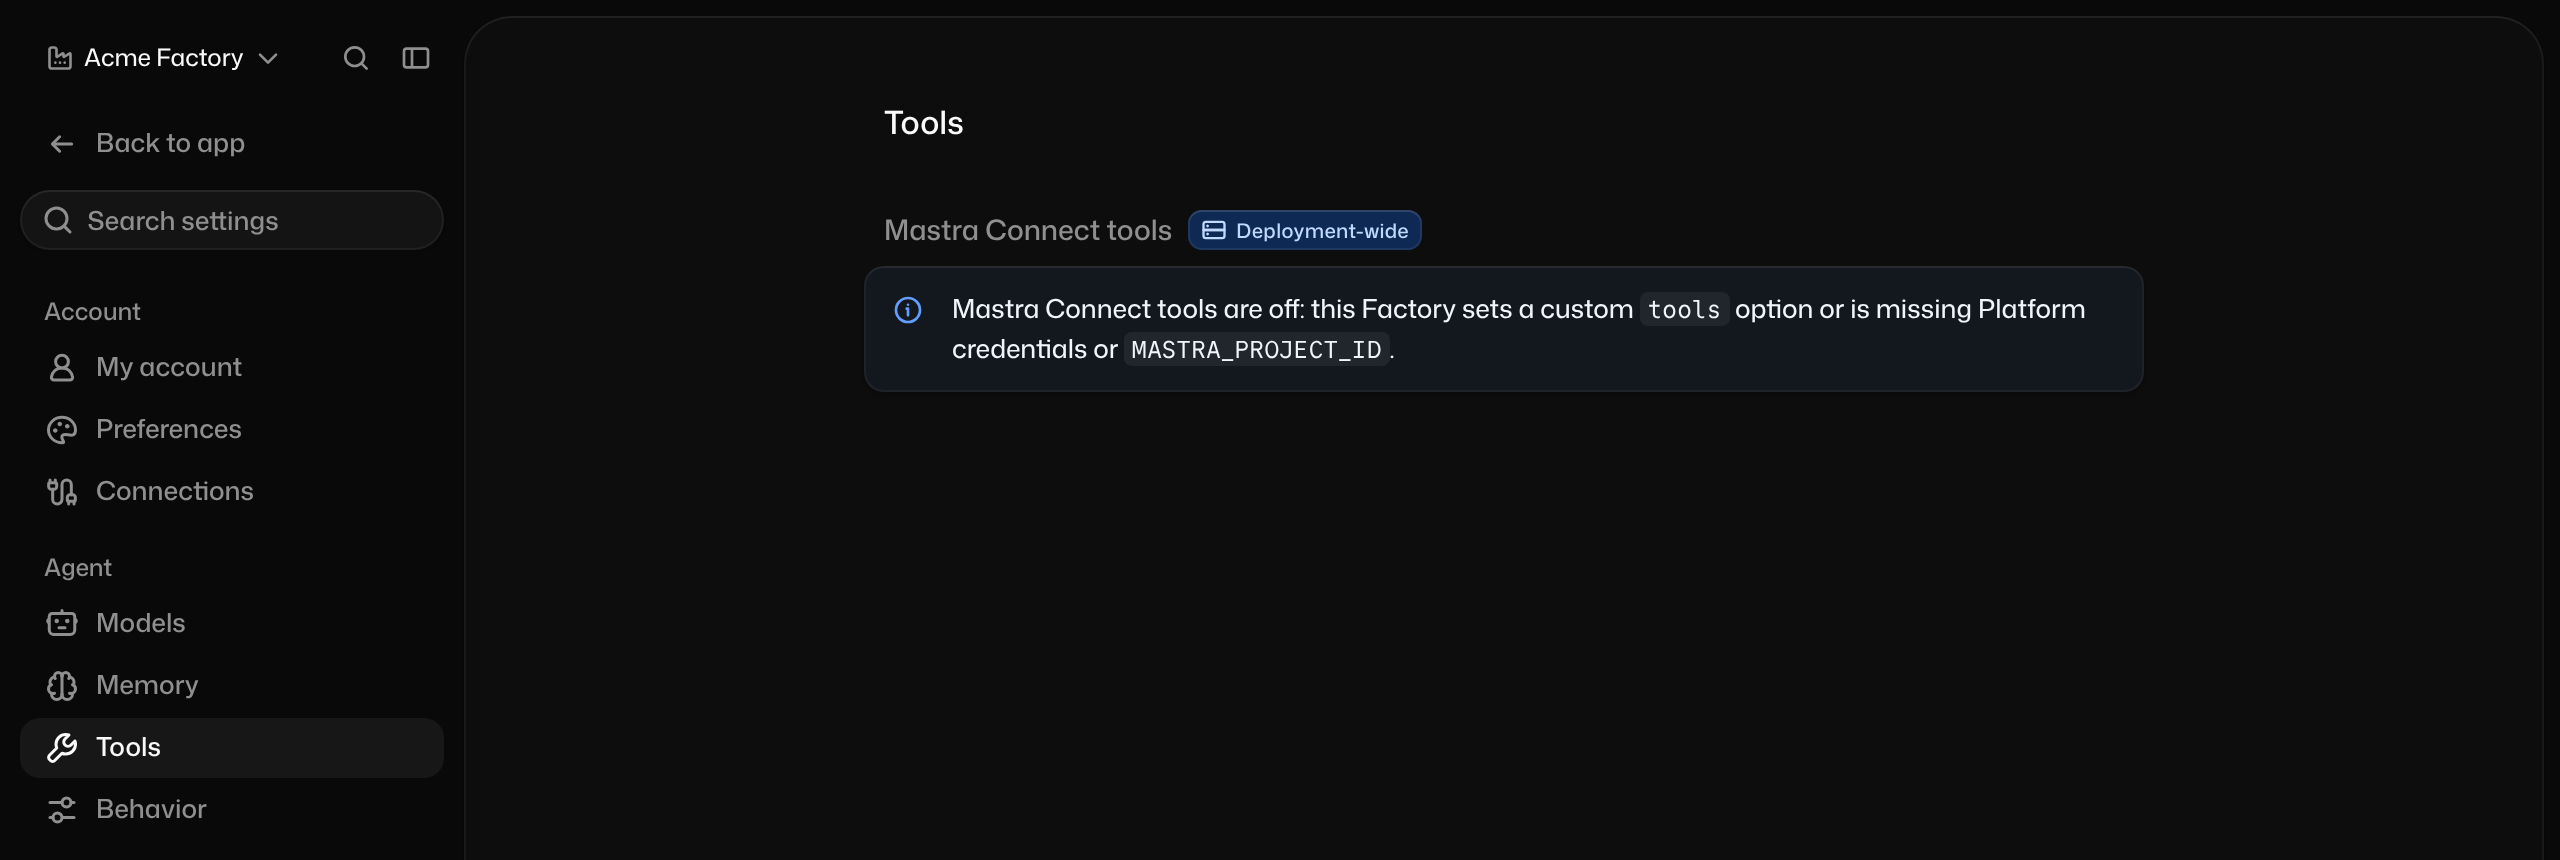 Acme Factory
Back to app
Search settings
Account
My account
Preferences
Connections
Agent
Models
Memory
Tools
Behavior
Tools
Mastra Connect tools
Deployment-wide
Mastra Connect tools are off: this Factory sets a custom tools option or is missing Platform
credentials or MASTRA_PROJECT_ID.